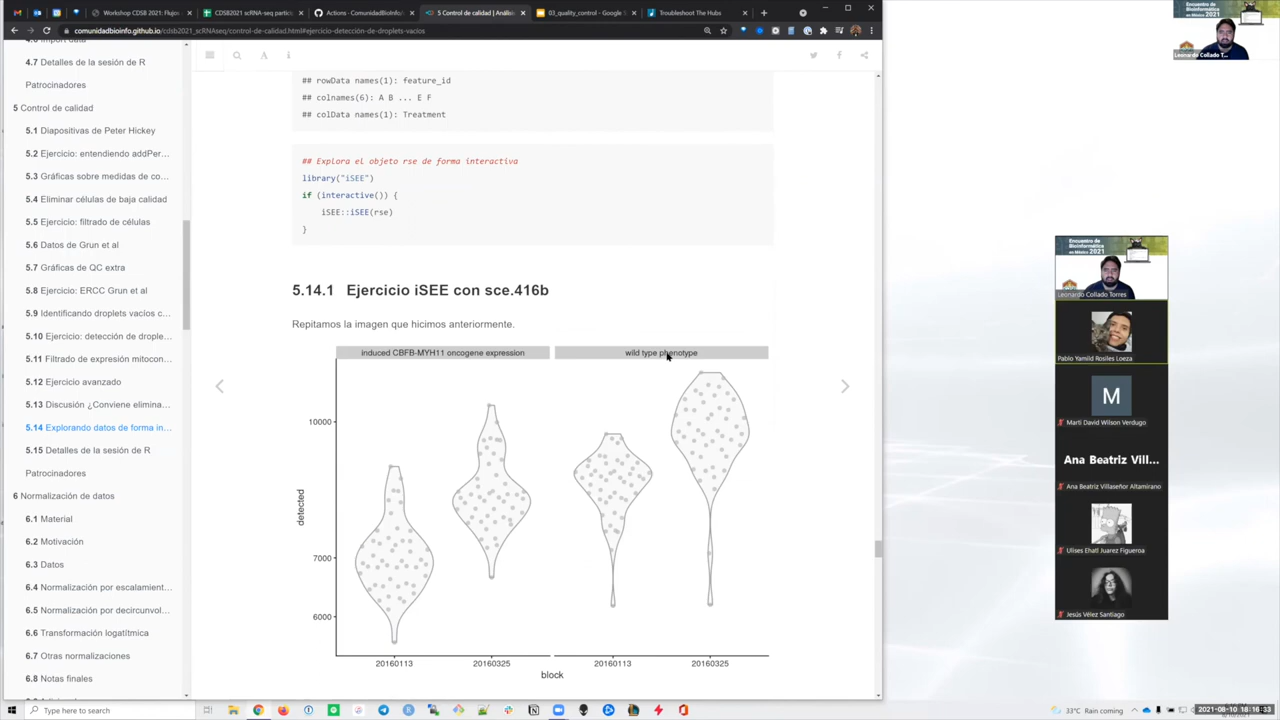 Workshop CDSB 2021: Flujos
CDSB2021 scRNA-seq partic
Actions · ComunidadBioInfo/
5 Control de calidad | Análisis
03_quality_control - Google S
Troubleshoot The Hubs
comunidadbioinfo.github.io/cdsb2021_scRNAseq/control-de-calidad.html#ejercicio-detección-de-droplets-vacíos
4.7 Detalles de la sesión de R
Patrocinadores
5 Control de calidad
5.1 Diapositivas de Peter Hickey
5.2 Ejercicio: entendiendo addPer...
5.3 Gráficas sobre medidas de co...
5.4 Eliminar células de baja calidad
5.5 Ejercicio: filtrado de células
5.6 Datos de Grun et al
5.7 Gráficas de QC extra
5.8 Ejercicio: ERCC Grun et al
5.9 Identificando droplets vacíos c...
5.10 Ejercicio: detección de drople...
5.11 Filtrado de expresión mitocon...
5.12 Ejercicio avanzado
5.13 Discusión ¿Conviene elimina...
5.14 Explorando datos de forma in...
5.15 Detalles de la sesión de R
Patrocinadores
6 Normalización de datos
6.1 Material
6.2 Motivación
6.3 Datos
6.4 Normalización por escalamient...
6.5 Normalización por decircunvol...
6.6 Transformación logatítmica
6.7 Otras normalizaciones
6.8 Notas finales
## rowData names(1): feature_id
## colnames(6): A B ... E F
## colData names(1): Treatment
## Explora el objeto rse de forma interactiva
library("iSEE")
if (interactive()) {
iSEE::iSEE(rse)
}
5.14.1 Ejercicio iSEE con sce.416b
Repitamos la imagen que hicimos anteriormente.
induced CBFB-MYH11 oncogene expression
wild type phenotype
detected
10000
7000
6000
20160113
20160325
20160113
20160325
block
Leonardo Collado T...
Encuentro de
Bioinformática
en México
2021
Leonardo Collado Torres
Pablo Yamild Rosiles Loeza
M
Marti David Wilson Verdugo
Ana Beatriz Vill...
Ana Beatriz Villaseñor Altamirano
Ulises Ehatl Juarez Figueroa
Jesús Vélez Santiago
Type here to search
33°C Rain coming
2021-08-10 18:16:33